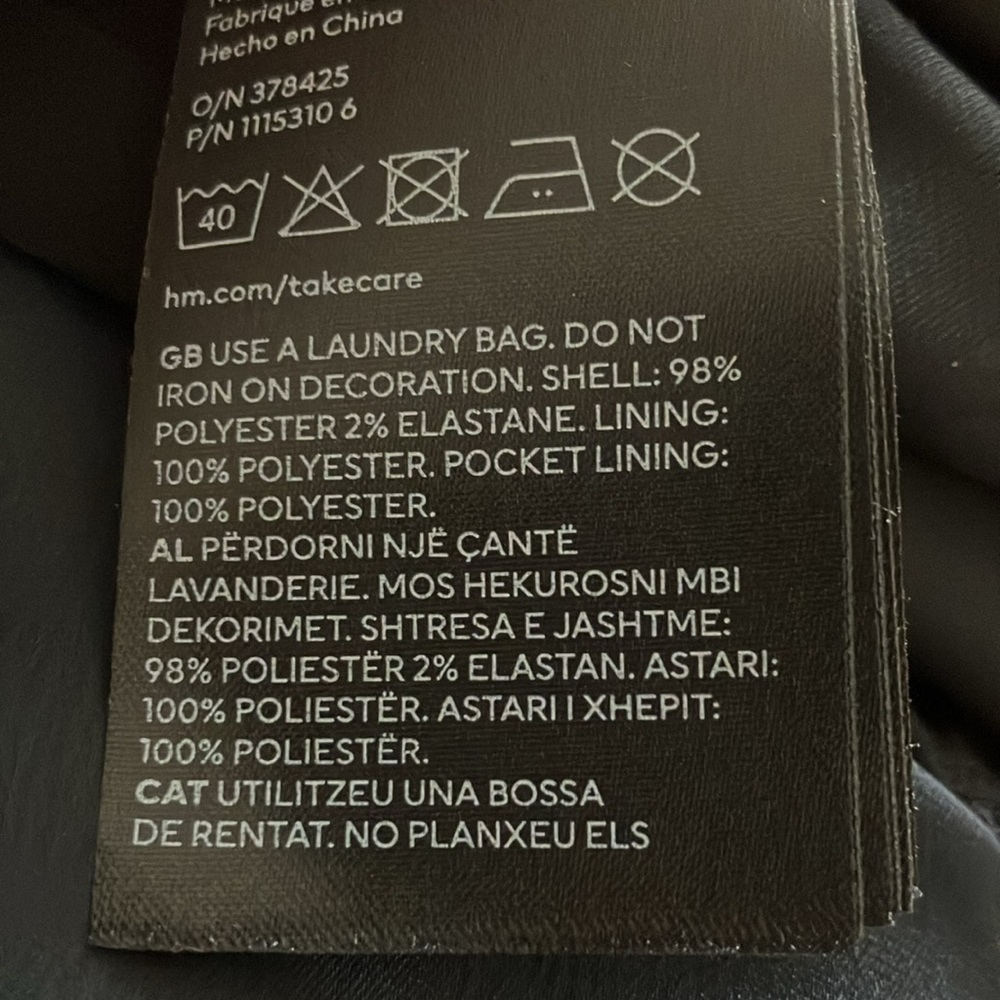 Fabriqué en
Hecho en China
O/N 378425
P/N 1115310 6
40
hm.com/takecare
GB USE A LAUNDRY BAG. DO NOT
IRON ON DECORATION. SHELL: 98%
POLYESTER 2% ELASTANE. LINING:
100% POLYESTER. POCKET LINING:
100% POLYESTER.
AL PËRDORNI NJË ÇANTË
LAVANDERIE. MOS HEKUROSNI MBI
DEKORIMET. SHTRESA E JASHTME:
98% POLIESTËR 2% ELASTAN. ASTARI:
100% POLIESTËR. ASTARI I XHEPIT:
100% POLIESTËR.
CAT UTILITZEU UNA BOSSA
DE RENTAT. NO PLANXEU ELS